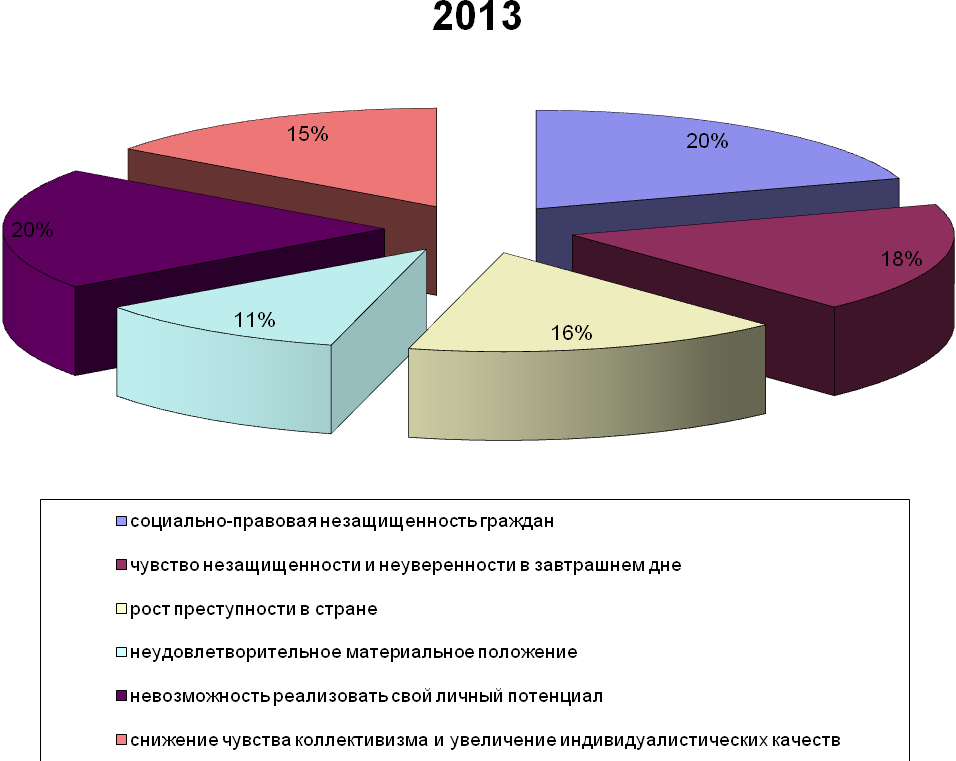 2013
15%
20%
20%
18%
11%
16%
социально-правовая незащищенность граждан
чувство незащищенности и неуверенности в завтрашнем дне
рост преступности в стране
неудовлетворительное материальное положение
невозможность реализовать свой личный потенциал
снижение чувства коллективизма и увеличение индивидуалистических качеств